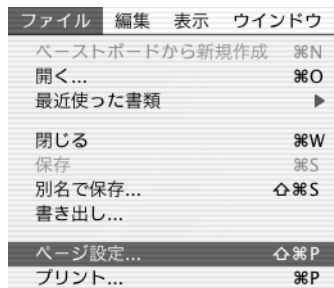 ファイル 編集 表示 ウインドウ
ペーストボードから新規作成 ⌘N
開く... ⌘O
最近使った書類 ▶
閉じる ⌘W
保存 ⌘S
別名で保存... ⇧⌘S
書き出し...
ページ設定... ⇧⌘P
プリント... ⌘P